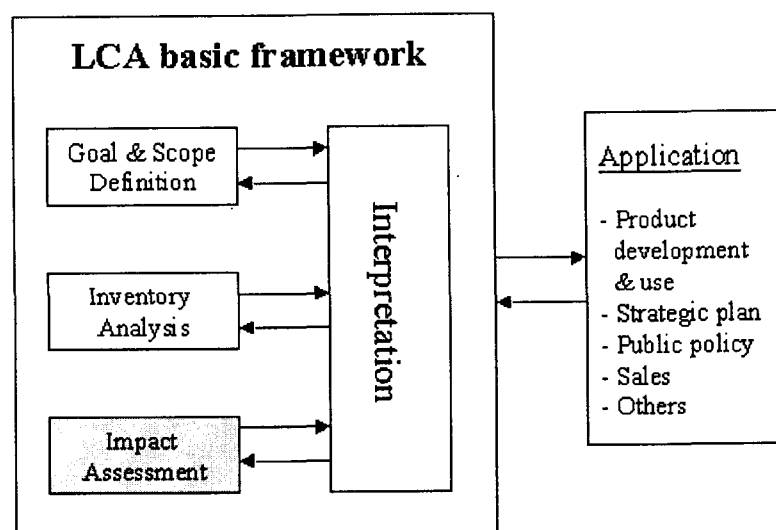 LCA basic framework
Goal & Scope
Definition
Inventory
Analysis
Impact
Assessment
Interpretation
Application
- Product
development
& use
- Strategic plan
- Public policy
- Sales
- Others